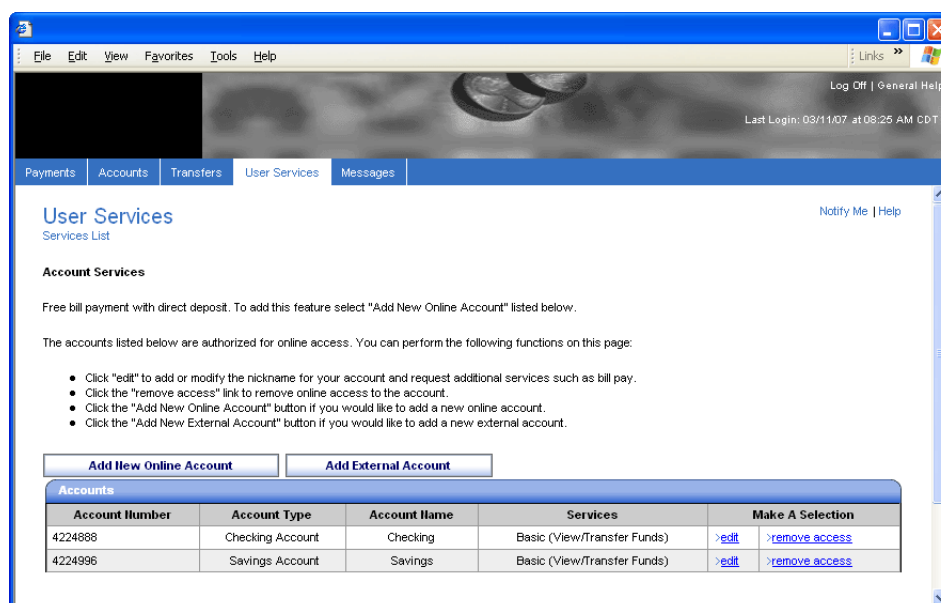 File Edit View Favorites Tools Help Links »
Log Off | General Help
Last Login: 03/11/07 at 08:25 AM CDT
Payments Accounts Transfers User Services Messages
User Services
Notify Me | Help
Services List
Account Services
Free bill payment with direct deposit. To add this feature select "Add New Online Account" listed below.
The accounts listed below are authorized for online access. You can perform the following functions on this page:
• Click "edit" to add or modify the nickname for your account and request additional services such as bill pay.
• Click the "remove access" link to remove online access to the account.
• Click the "Add New Online Account" button if you would like to add a new online account.
• Click the "Add New External Account" button if you would like to add a new external account.
Add New Online Account Add External Account
Accounts
Account Number Account Type Account Name Services Make A Selection
4224888 Checking Account Checking Basic (View/Transfer Funds) >edit >remove access
4224996 Savings Account Savings Basic (View/Transfer Funds) >edit >remove access